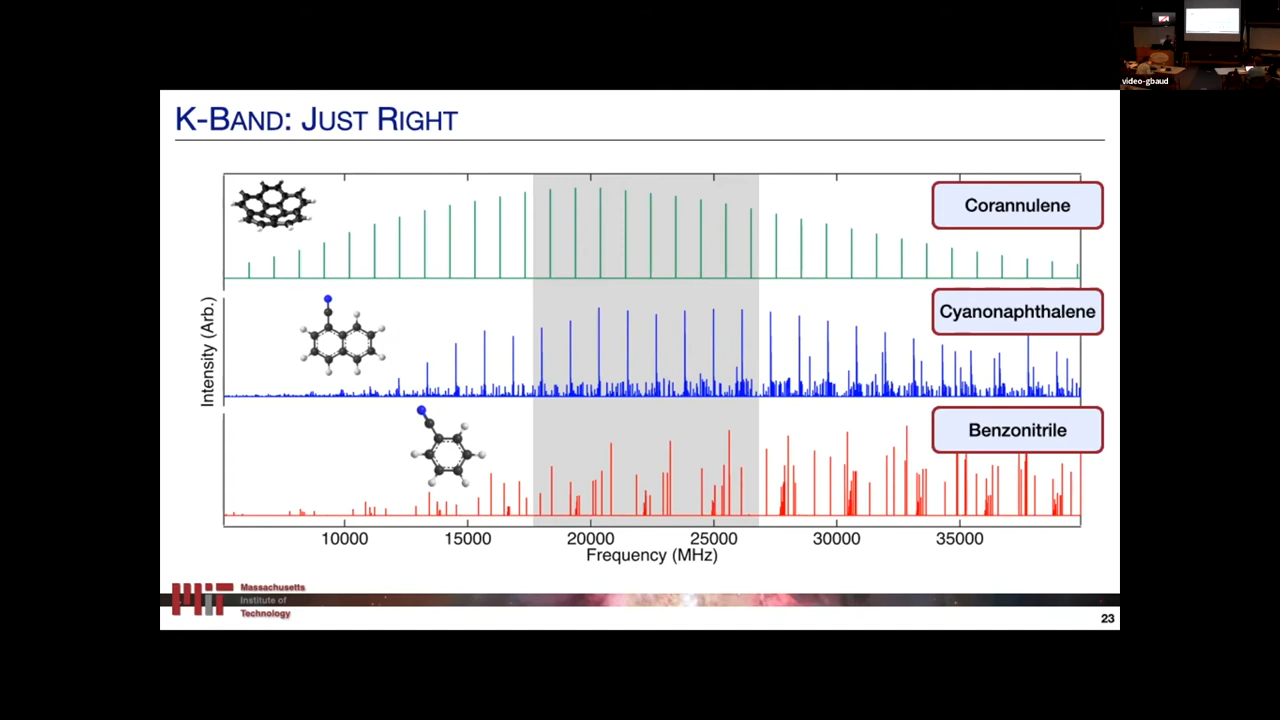 video-gbaud
K-BAND: JUST RIGHT
Corannulene
Cyanonaphthalene
Benzonitrile
Intensity (Arb.)
10000 15000 20000 25000 30000 35000
Frequency (MHz)
Massachusetts
Institute of
Technology
23